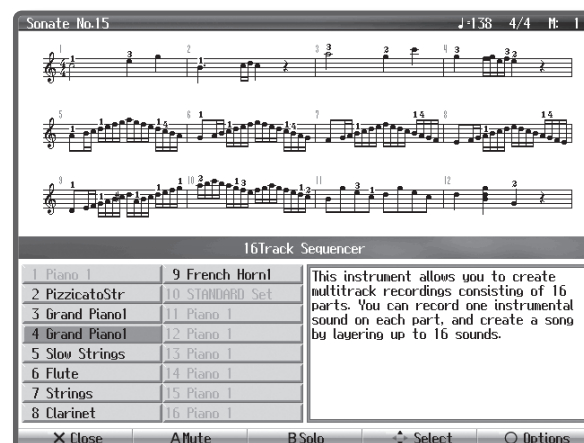 Sonate No.15 ♩=138 4/4 M: 1
16Track Sequencer
1 Piano 1
2 PizzicatoStr
3 Grand Piano1
4 Grand Piano1
5 Slow Strings
6 Flute
7 Strings
8 Clarinet
9 French Horn1
10 STANDARD Set
11 Piano 1
12 Piano 1
13 Piano 1
14 Piano 1
15 Piano 1
16 Piano 1
This instrument allows you to create
multitrack recordings consisting of 16
parts. You can record one instrumental
sound on each part, and create a song
by layering up to 16 sounds.
X Close A Mute B Solo Select O Options